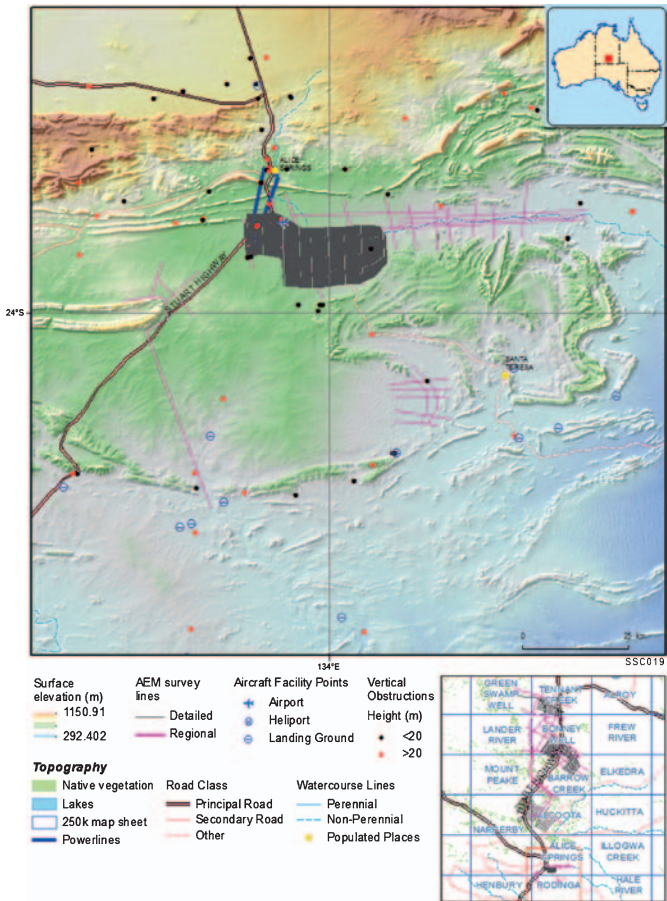 ALICE
SPRINGS
STUART HIGHWAY
24°S
SANTA
TERESA
0 25 km
134°E
SSC019
Surface
elevation (m)
1150.91
292.402
AEM survey
lines
Detailed
Regional
Aircraft Facility Points
Airport
Heliport
Landing Ground
Vertical
Obstructions
Height (m)
<20
>20
Topography
Native vegetation
Lakes
250k map sheet
Powerlines
Road Class
Principal Road
Secondary Road
Other
Watercourse Lines
Perennial
Non-Perennial
Populated Places
GREEN
SWAMP
WELL
TENNANT
CREEK
ALROY
LANDER
RIVER
BONNEY
WELL
FREW
RIVER
MOUNT
PEAKE
BARROW
CREEK
ELKEDRA
NAPPERBY
ALCOOTA
HUCKITTA
ALICE
SPRINGS
ILLOGWA
CREEK
HENBURY
RODINGA
HALE
RIVER